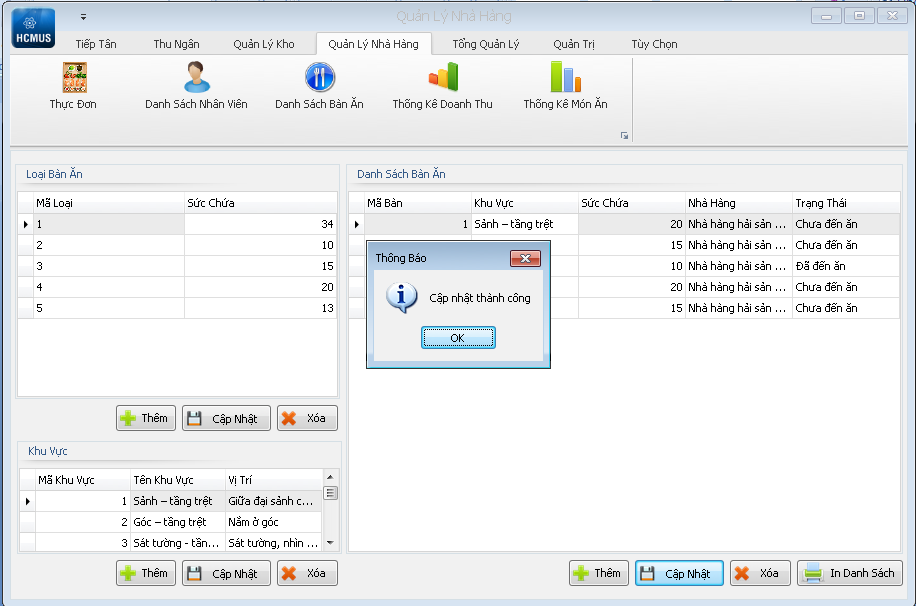 Quản Lý Nhà Hàng
HCMUS
Tiếp Tân Thu Ngân Quản Lý Kho Quản Lý Nhà Hàng Tổng Quản Lý Quản Trị Tùy Chọn
Thực Đơn Danh Sách Nhân Viên Danh Sách Bàn Ăn Thống Kê Doanh Thu Thống Kê Món Ăn
Loại Bàn Ăn
Mã Loại Sức Chứa
1 34
2 10
3 15
4 20
5 13
Thêm Cập Nhật Xóa
Khu Vực
Mã Khu Vực Tên Khu Vực Vị Trí
1 Sảnh – tầng trệt Giữa đại sảnh c...
2 Góc – tầng trệt Nằm ở góc
3 Sát tường - tần... Sát tường, nhìn ...
Thêm Cập Nhật Xóa
Danh Sách Bàn Ăn
Mã Bàn Khu Vực Sức Chứa Nhà Hàng Trạng Thái
1 Sảnh – tầng trệt 20 Nhà hàng hải sản ... Chưa đến ăn
15 Nhà hàng hải sản ... Chưa đến ăn
10 Nhà hàng hải sản ... Đã đến ăn
20 Nhà hàng hải sản ... Chưa đến ăn
15 Nhà hàng hải sản ... Chưa đến ăn
Thông Báo
Cập nhật thành công
OK
Thêm Cập Nhật Xóa In Danh Sách